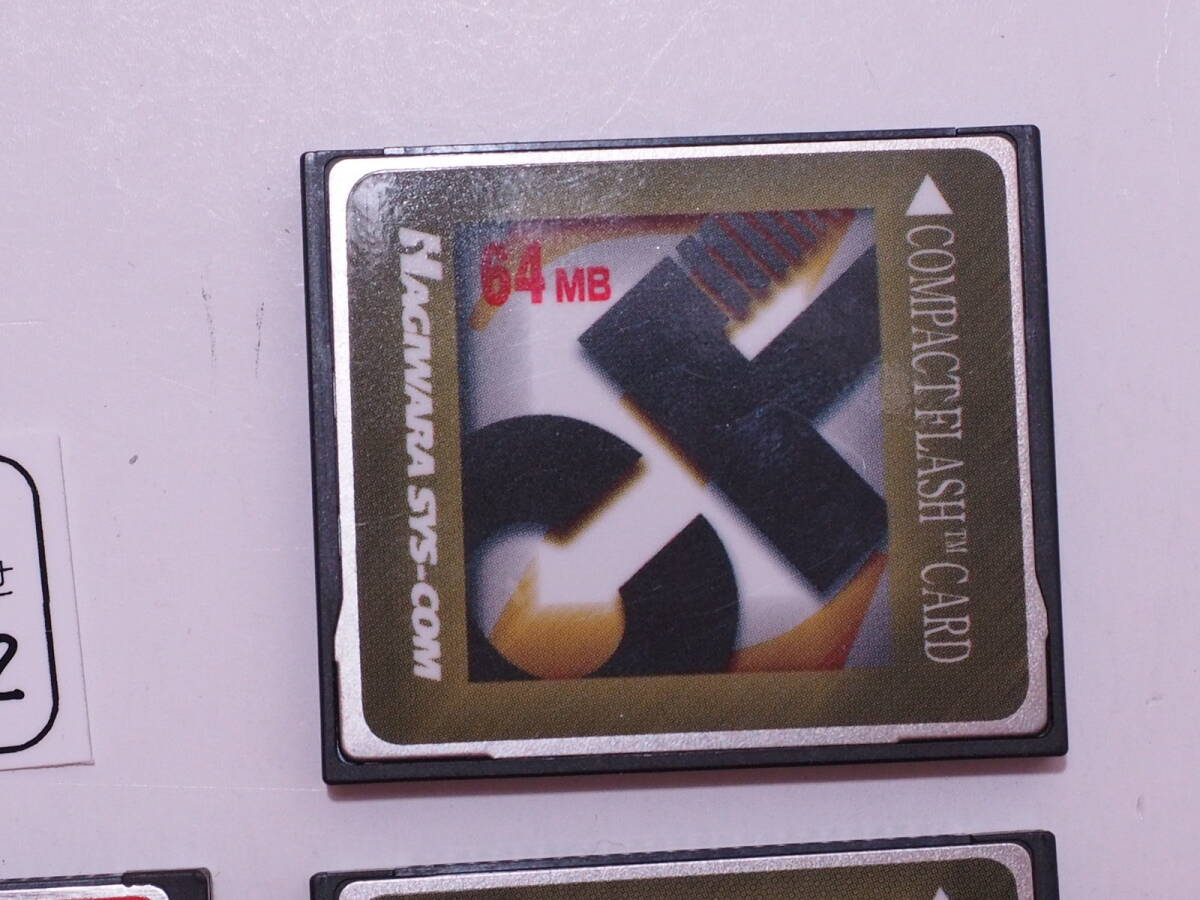 64 MB
COMPACTFLASH™ CARD
HAGIWARA SYS-COM